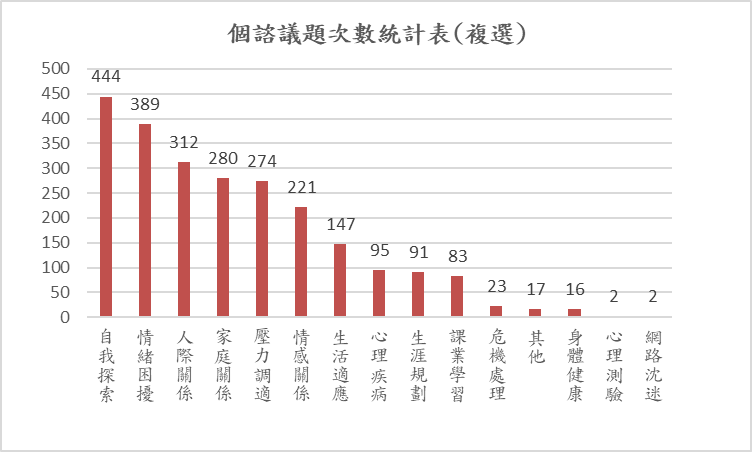 個諮議題次數統計表(複選)
500
450
400
350
300
250
200
150
100
50
0
444
389
312
280
274
221
147
95
91
83
23
17
16
2
2
自我探索
情緒困擾
人際關係
家庭關係
壓力調適
情感關係
生活適應
心理疾病
生涯規劃
課業學習
危機處理
其他
身體健康
心理測驗
網路沈迷